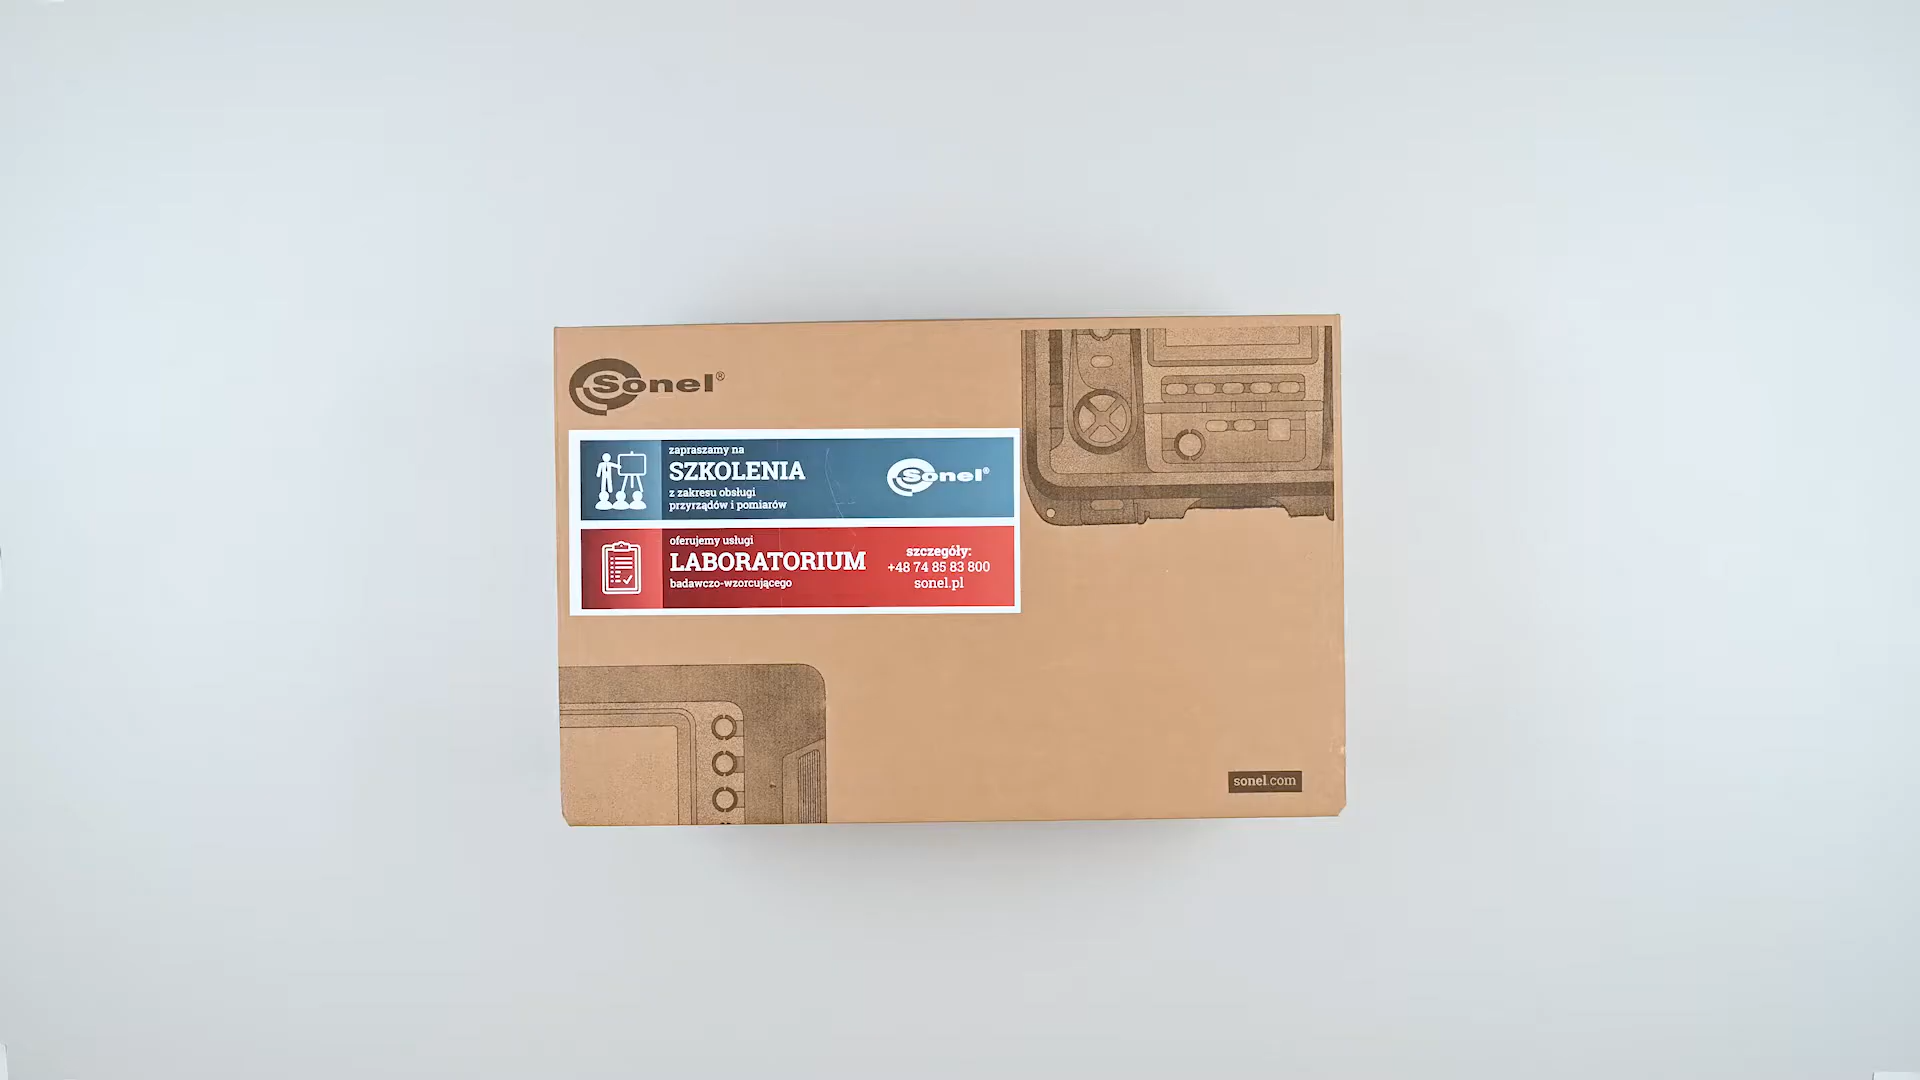 Sonel®
zapraszamy na
SZKOLENIA
z zakresu obsługi
przyrządów i pomiarów
Sonel®
oferujemy usługi
LABORATORIUM
badawczo-wzorcującego
szczegóły:
+48 74 85 83 800
sonel.pl
sonel.com